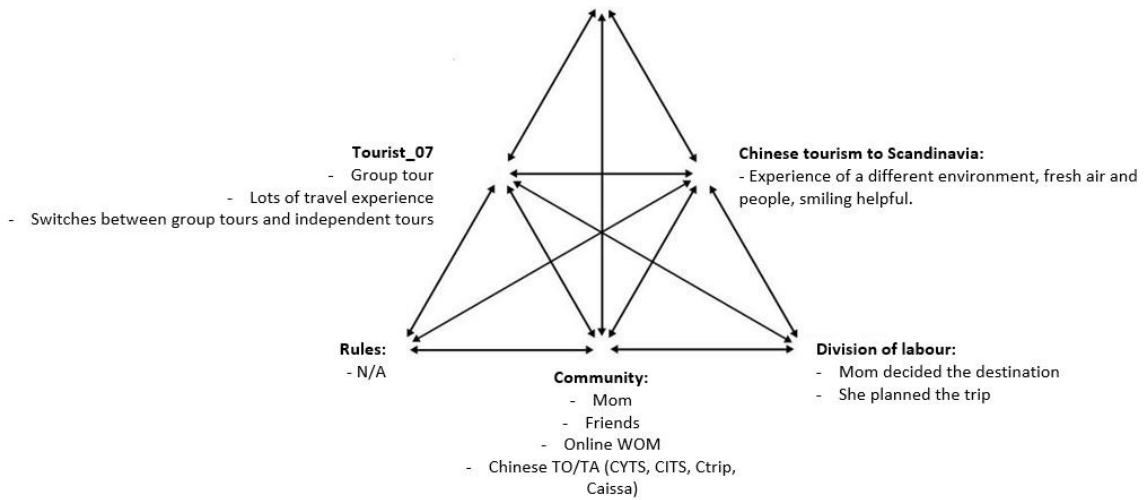 Tourist_07
- Group tour
- Lots of travel experience
- Switches between group tours and independent tours
Chinese tourism to Scandinavia:
- Experience of a different environment, fresh air and
people, smiling helpful.
Rules:
- N/A
Community:
- Mom
- Friends
- Online WOM
- Chinese TO/TA (CYTS, CITS, Ctrip,
Caissa)
Division of labour:
- Mom decided the destination
- She planned the trip